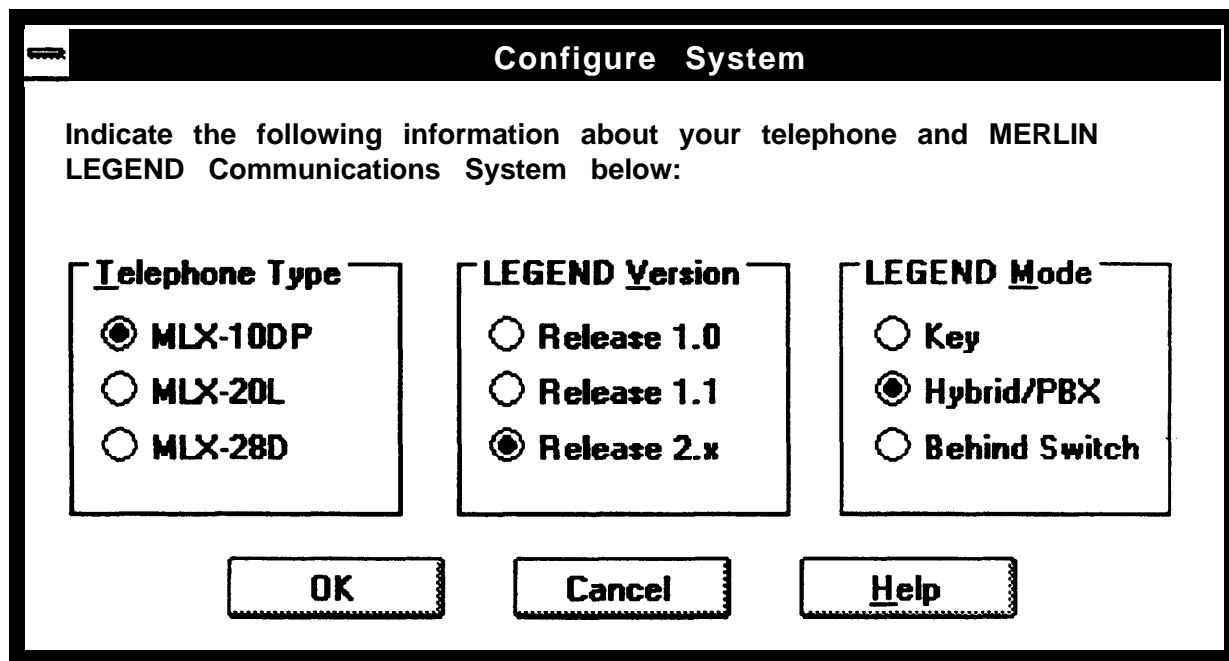 Configure System
Indicate the following information about your telephone and MERLIN
LEGEND Communications System below:
Telephone Type
MLX-10DP
MLX-20L
MLX-28D
LEGEND Version
Release 1.0
Release 1.1
Release 2.x
LEGEND Mode
Key
Hybrid/PBX
Behind Switch
OK
Cancel
Help